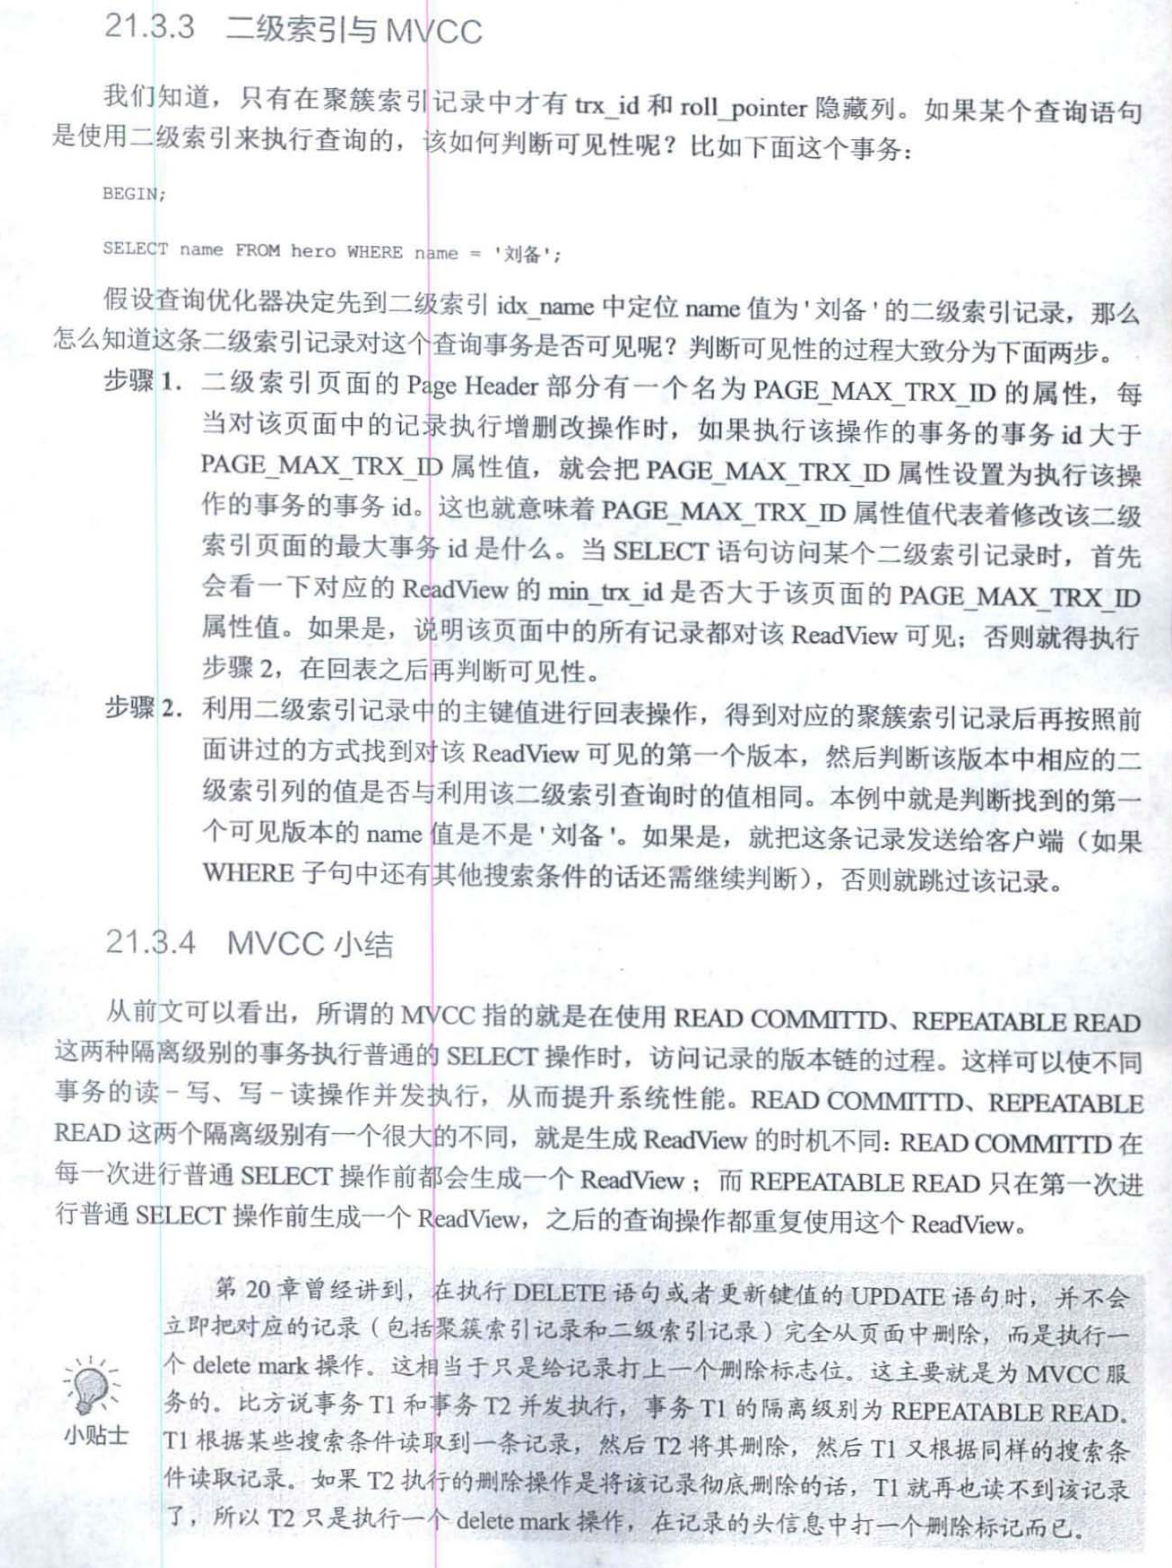 21.3.3 二级索引与 MVCC
我们知道，只有在聚簇索引记录中才有 trx_id 和 roll_pointer 隐藏列。如果某个查询语句
是使用二级索引来执行查询的，该如何判断可见性呢？比如下面这个事务：
BEGIN;
SELECT name FROM hero WHERE name = '刘备';
假设查询优化器决定先到二级索引 idx_name 中定位 name 值为 ' 刘备 ' 的二级索引记录，那么
怎么知道这条二级索引记录对这个查询事务是否可见呢？判断可见性的过程大致分为下面两步。
步骤 1. 二级索引页面的 Page Header 部分有一个名为 PAGE_MAX_TRX_ID 的属性，每
当对该页面中的记录执行增删改操作时，如果执行该操作的事务的事务 id 大于
PAGE_MAX_TRX_ID 属性值，就会把 PAGE_MAX_TRX_ID 属性设置为执行该操
作的事务的事务 id。这也就意味着 PAGE_MAX_TRX_ID 属性值代表着修改该二级
索引页面的最大事务 id 是什么。当 SELECT 语句访问某个二级索引记录时，首先
会看一下对应的 ReadView 的 min_trx_id 是否大于该页面的 PAGE_MAX_TRX_ID
属性值。如果是，说明该页面中的所有记录都对该 ReadView 可见；否则就得执行
步骤 2，在回表之后再判断可见性。
步骤 2. 利用二级索引记录中的主键值进行回表操作，得到对应的聚簇索引记录后再按照前
面讲过的方式找到对该 ReadView 可见的第一个版本，然后判断该版本中相应的二
级索引列的值是否与利用该二级索引查询时的值相同。本例中就是判断找到的第一
个可见版本的 name 值是不是 ' 刘备 '。如果是，就把这条记录发送给客户端（如果
WHERE 子句中还有其他搜索条件的话还需继续判断），否则就跳过该记录。
21.3.4 MVCC 小结
从前文可以看出，所谓的 MVCC 指的就是在使用 READ COMMITTD、REPEATABLE READ
这两种隔离级别的事务执行普通的 SELECT 操作时，访问记录的版本链的过程。这样可以使不同
事务的读 - 写、写 - 读操作并发执行，从而提升系统性能。READ COMMITTD、REPEATABLE
READ 这两个隔离级别有一个很大的不同，就是生成 ReadView 的时机不同：READ COMMITTD 在
每一次进行普通 SELECT 操作前都会生成一个 ReadView ；而 REPEATABLE READ 只在第一次进
行普通 SELECT 操作前生成一个 ReadView，之后的查询操作都重复使用这个 ReadView。
第 20 章曾经讲到，在执行 DELETE 语句或者更新键值的 UPDATE 语句时，并不会
立即把对应的记录（包括聚簇索引记录和二级索引记录）完全从页面中删除，而是执行一
个 delete mark 操作。这相当于只是给记录打上一个删除标志位。这主要就是为 MVCC 服
务的。比方说事务 T1 和事务 T2 并发执行，事务 T1 的隔离级别为 REPEATABLE READ。
小贴士
T1 根据某些搜索条件读取到一条记录，然后 T2 将其删除，然后 T1 又根据同样的搜索条
件读取记录。如果 T2 执行的删除操作是将该记录彻底删除的话，T1 就再也读不到该记录
了，所以 T2 只是执行一个 delete mark 操作，在记录的头信息中打一个删除标记而已。